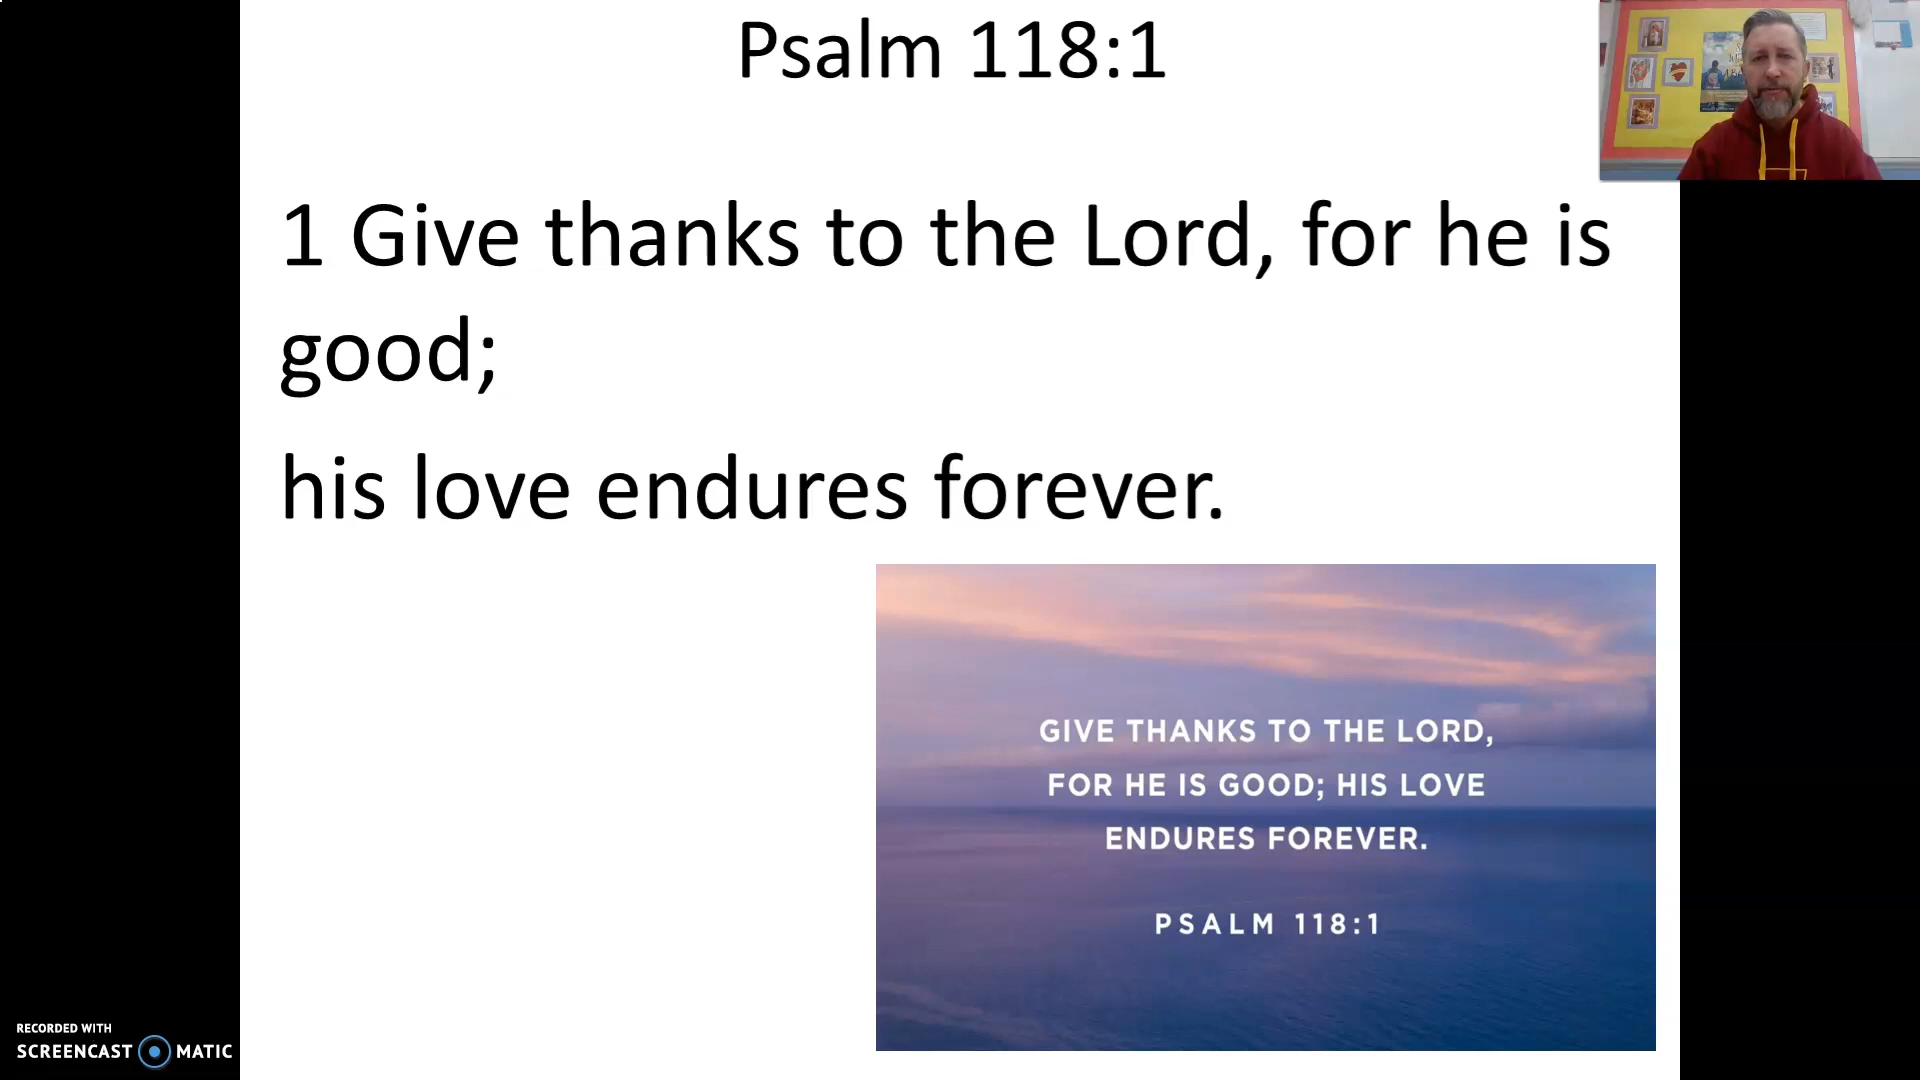 Psalm 118:1
1 Give thanks to the Lord, for he is
good;
his love endures forever.
GIVE THANKS TO THE LORD,
FOR HE IS GOOD; HIS LOVE
ENDURES FOREVER.
PSALM 118:1
RECORDED WITH
SCREENCAST MATIC